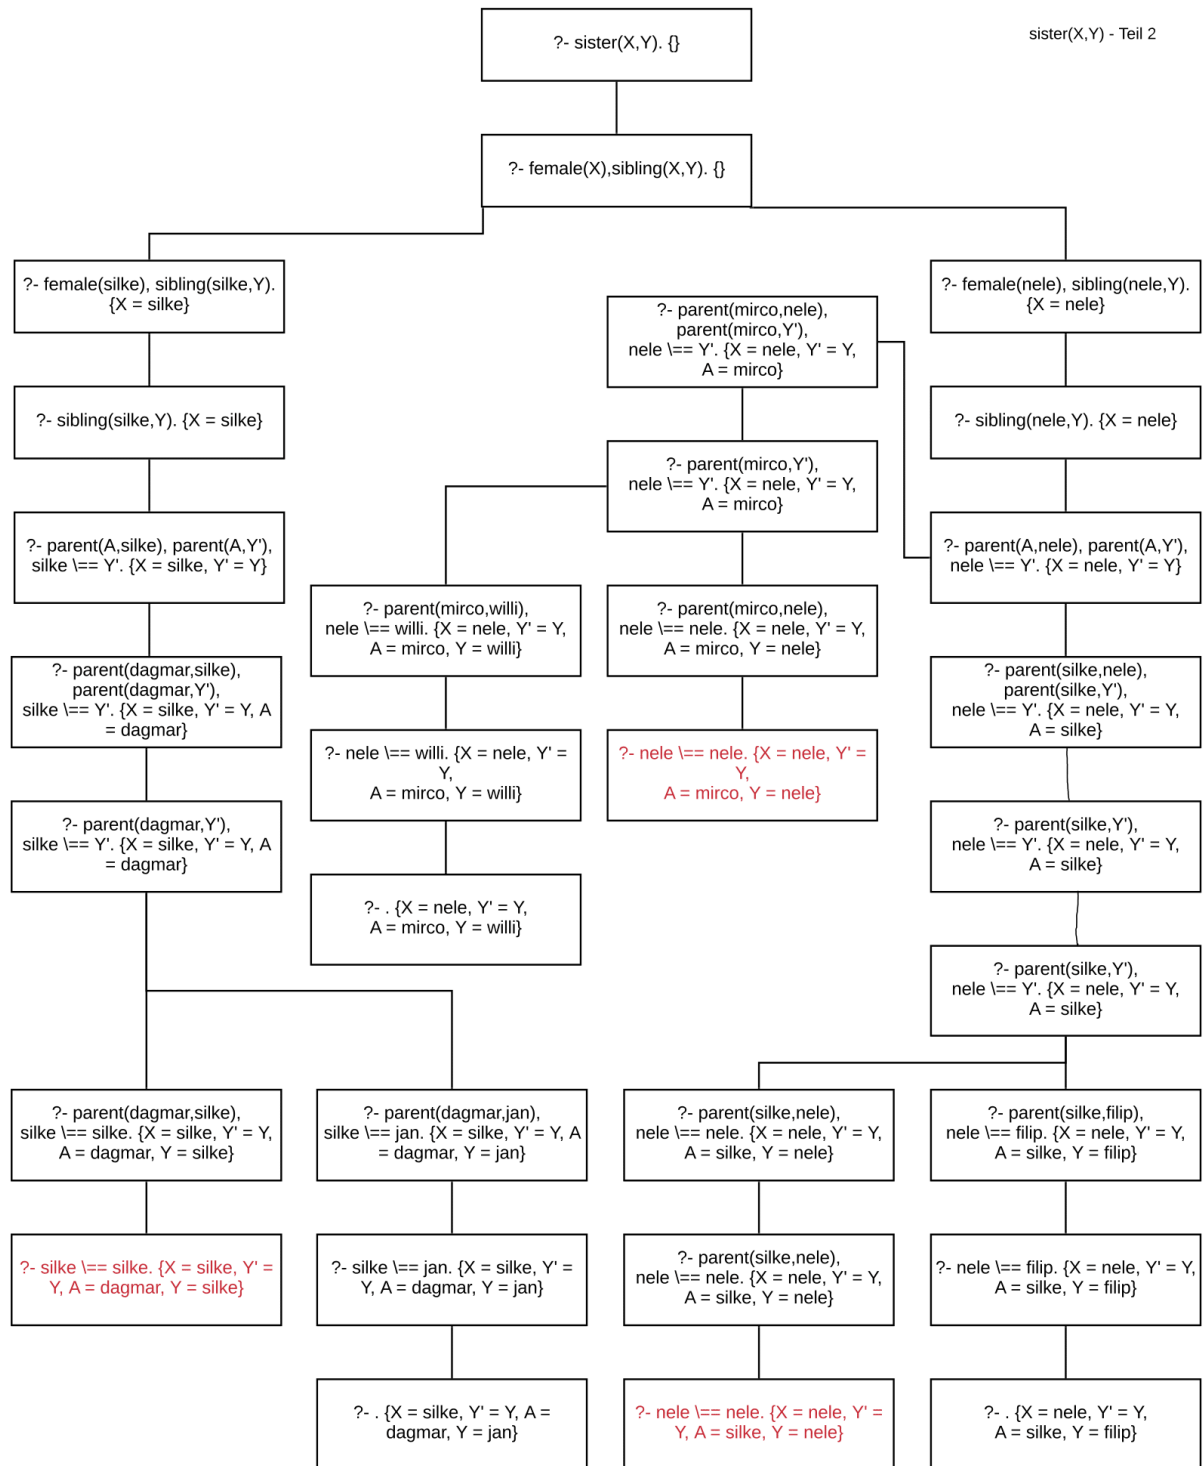 sister(X,Y) - Teil 2
?- sister(X,Y). {}
?- female(X),sibling(X,Y). {}
?- female(silke), sibling(silke,Y).
{X = silke}
?- sibling(silke,Y). {X = silke}
?- parent(A,silke), parent(A,Y'),
silke \== Y'. {X = silke, Y' = Y}
?- parent(dagmar,silke),
parent(dagmar,Y'),
silke \== Y'. {X = silke, Y' = Y, A
= dagmar}
?- parent(dagmar,Y'),
silke \== Y'. {X = silke, Y' = Y, A
= dagmar}
?- parent(dagmar,silke),
silke \== silke. {X = silke, Y' = Y,
A = dagmar, Y = silke}
?- silke \== silke. {X = silke, Y' =
Y, A = dagmar, Y = silke}
?- parent(dagmar,jan),
silke \== jan. {X = silke, Y' = Y, A
= dagmar, Y = jan}
?- silke \== jan. {X = silke, Y' =
Y, A = dagmar, Y = jan}
?- . {X = silke, Y' = Y, A =
dagmar, Y = jan}
?- female(nele), sibling(nele,Y).
{X = nele}
?- sibling(nele,Y). {X = nele}
?- parent(A,nele), parent(A,Y'),
nele \== Y'. {X = nele, Y' = Y}
?- parent(mirco,nele),
parent(mirco,Y'),
nele \== Y'. {X = nele, Y' = Y,
A = mirco}
?- parent(mirco,Y'),
nele \== Y'. {X = nele, Y' = Y,
A = mirco}
?- parent(mirco,willi),
nele \== willi. {X = nele, Y' = Y,
A = mirco, Y = willi}
?- nele \== willi. {X = nele, Y' =
Y,
A = mirco, Y = willi}
?- . {X = nele, Y' = Y,
A = mirco, Y = willi}
?- parent(mirco,nele),
nele \== nele. {X = nele, Y' = Y,
A = mirco, Y = nele}
?- nele \== nele. {X = nele, Y' =
Y,
A = mirco, Y = nele}
?- parent(silke,nele),
parent(silke,Y'),
nele \== Y'. {X = nele, Y' = Y,
A = silke}
?- parent(silke,Y'),
nele \== Y'. {X = nele, Y' = Y,
A = silke}
?- parent(silke,Y'),
nele \== Y'. {X = nele, Y' = Y,
A = silke}
?- parent(silke,nele),
nele \== nele. {X = nele, Y' = Y,
A = silke, Y = nele}
?- parent(silke,nele),
nele \== nele. {X = nele, Y' = Y,
A = silke, Y = nele}
?- nele \== nele. {X = nele, Y' =
Y, A = silke, Y = nele}
?- parent(silke,filip),
nele \== filip. {X = nele, Y' = Y,
A = silke, Y = filip}
?- nele \== filip. {X = nele, Y' = Y,
A = silke, Y = filip}
?- . {X = nele, Y' = Y,
A = silke, Y = filip}